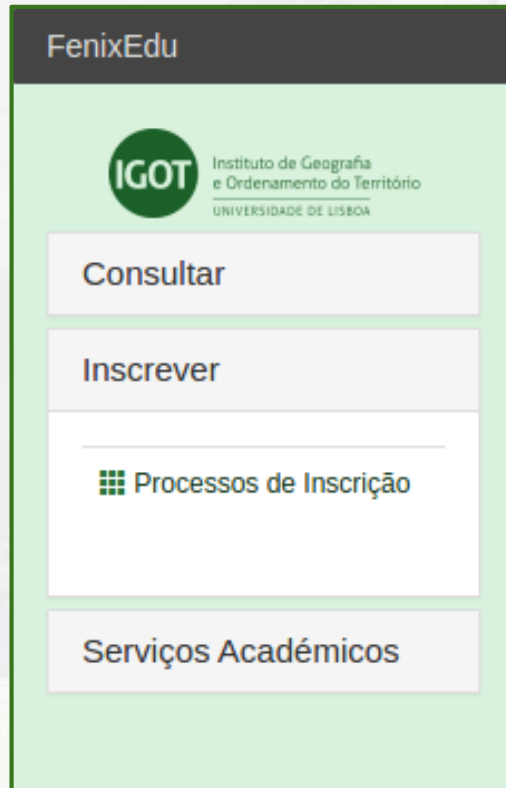 FenixEdu
IGOT
Instituto de Geografia
e Ordenamento do Território
UNIVERSIDADE DE LISBOA
Consultar
Inscrever
Processos de Inscrição
Serviços Académicos